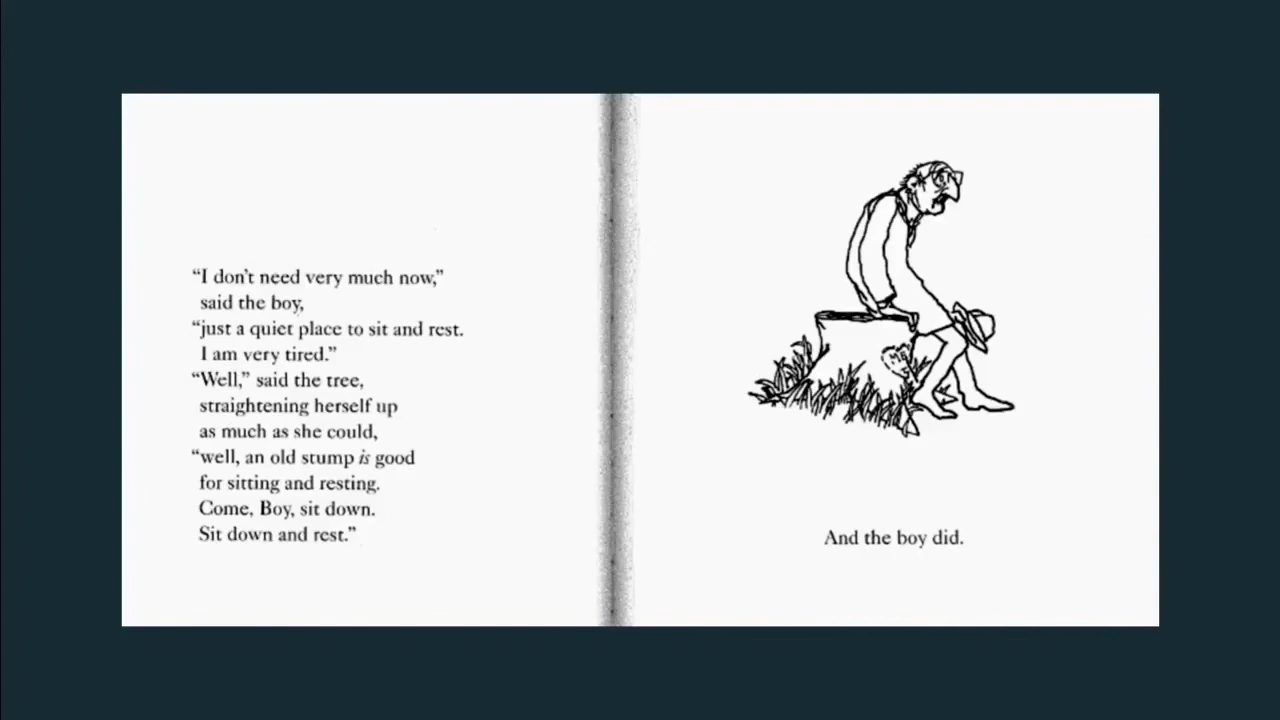 “I don’t need very much now,”
said the boy,
“just a quiet place to sit and rest.
I am very tired.”
“Well,” said the tree,
straightening herself up
as much as she could,
“well, an old stump is good
for sitting and resting.
Come, Boy, sit down.
Sit down and rest.”
And the boy did.